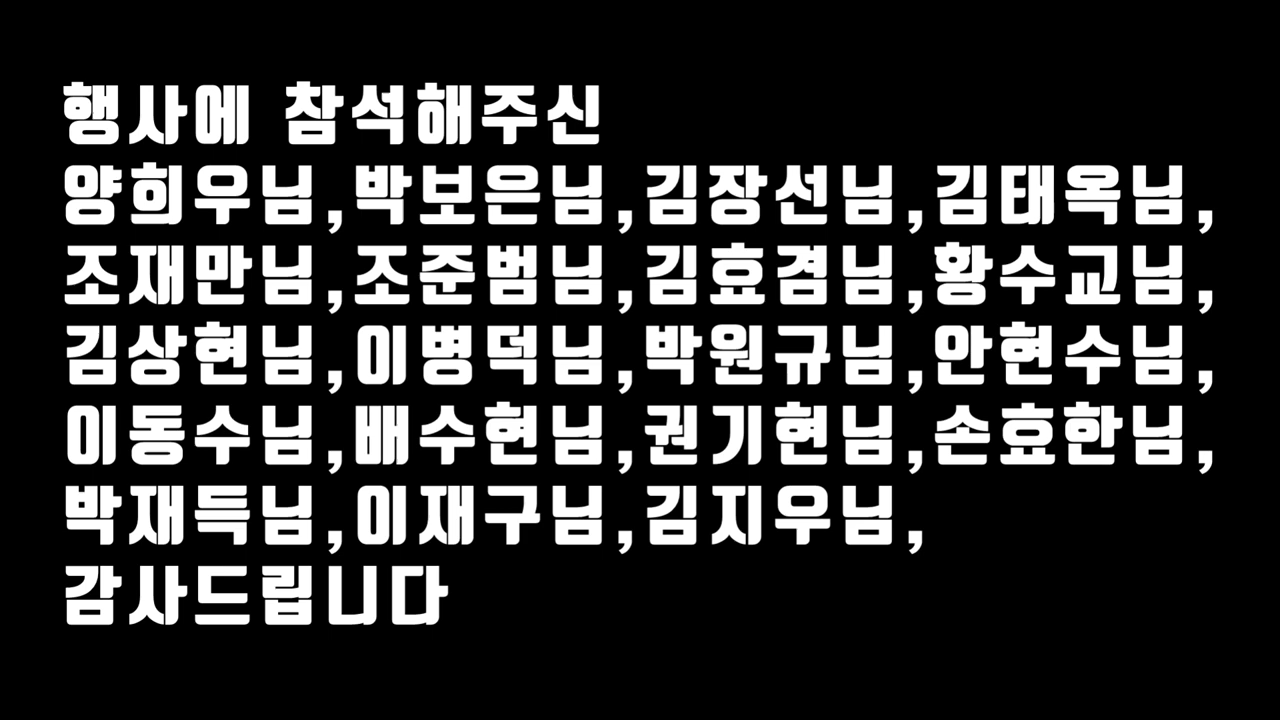 행사에 참석해주신
양희우님,박보은님,김장선님,김태옥님,
조재만님,조준범님,김효겸님,황수교님,
김상현님,이병덕님,박원규님,안현수님,
이동수님,배수현님,권기현님,손효한님,
박재득님,이재구님,김지우님,
감사드립니다